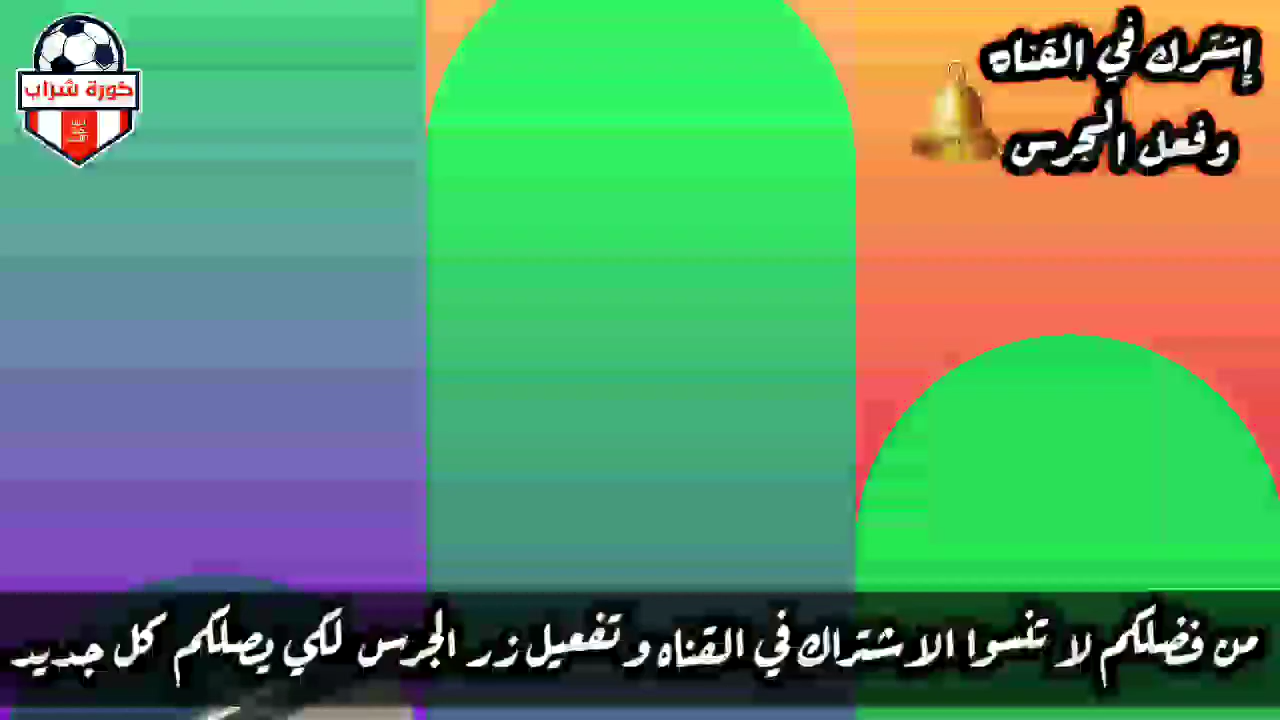 كورة شراب
إشترك في القناه
وفعل الجرس
من فضلكم لا تنسوا الاشتراك في القناه و تفعيل زر الجرس لكي يصلكم كل جديد